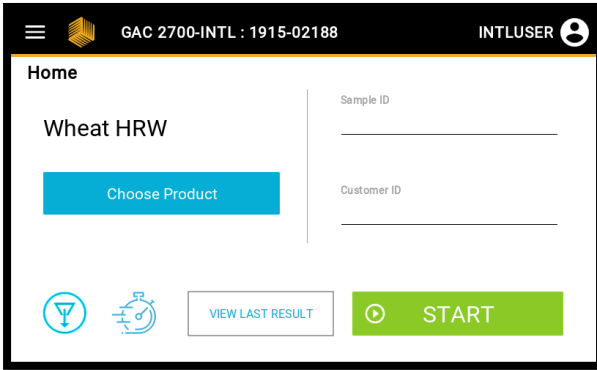 GAC 2700-INTL : 1915-02188
INTLUSER
Home
Wheat HRW
Sample ID
Choose Product
Customer ID
VIEW LAST RESULT
START